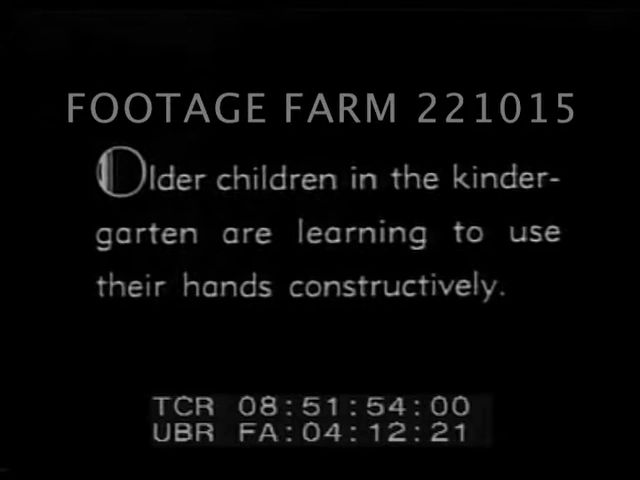 FOOTAGE FARM 221015
Older children in the kinder-
garten are learning to use
their hands constructively.
TCR 08:51:54:00
UBR FA:04:12:21